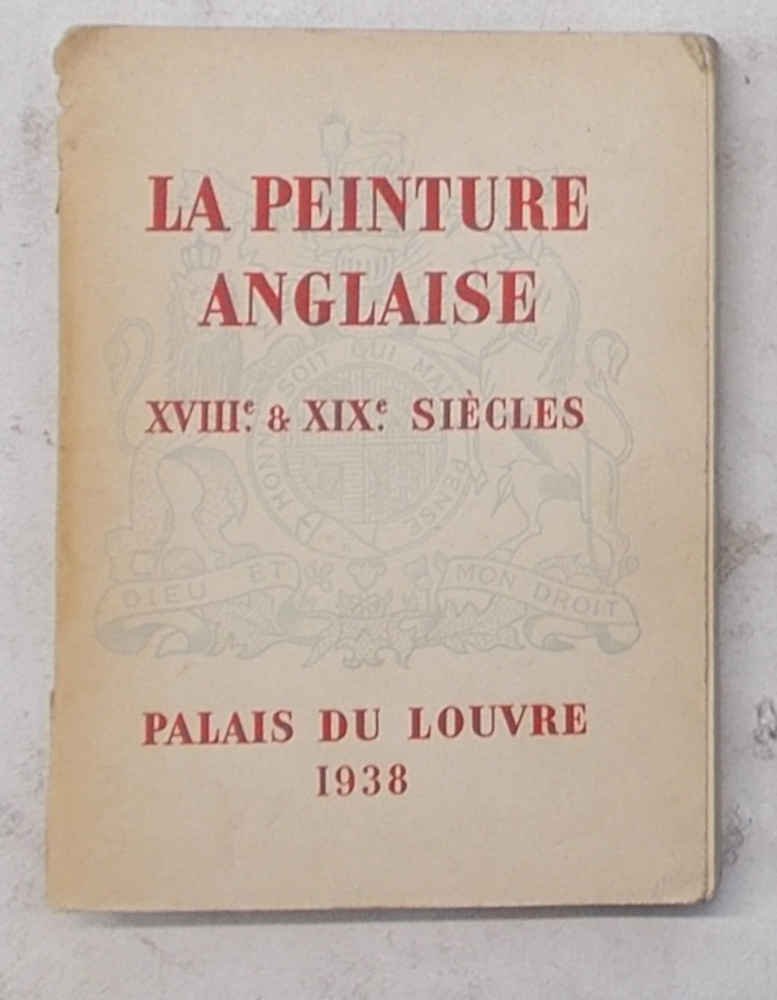 LA PEINTURE
ANGLAISE
XVIIIᵉ. & XIXᵉ. SIÈCLES
HONI SOIT QUI MAL Y PENSE
DIEU ET MON DROIT
PALAIS DU LOUVRE
1938